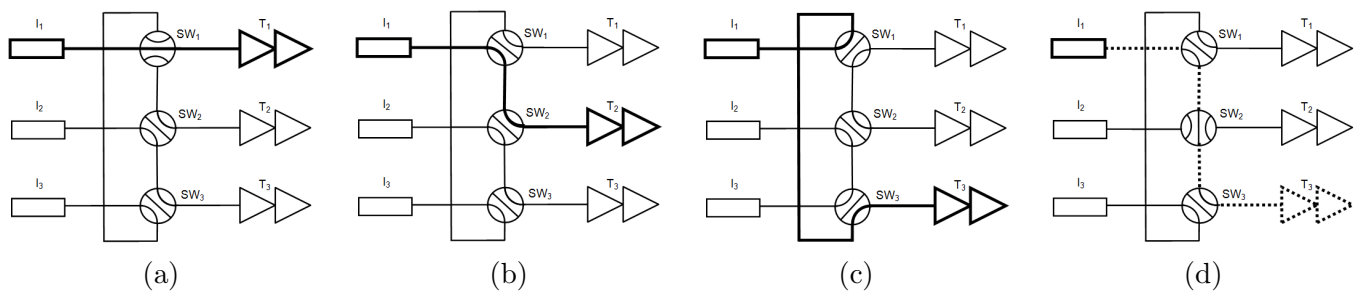 I₁ SW₁ T₁
I₂ SW₂ T₂
I₃ SW₃ T₃
(a)
I₁ SW₁ T₁
I₂ SW₂ T₂
I₃ SW₃ T₃
(b)
I₁ SW₁ T₁
I₂ SW₂ T₂
I₃ SW₃ T₃
(c)
I₁ SW₁ T₁
I₂ SW₂ T₂
I₃ SW₃ T₃
(d)